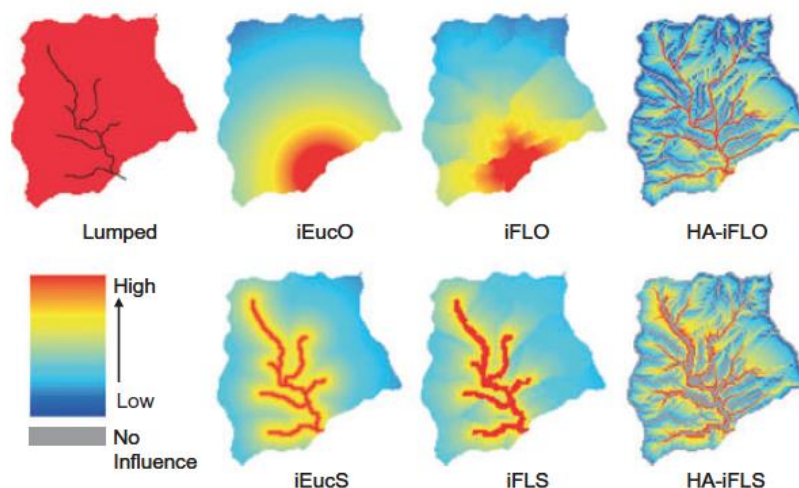 Lumped
iEucO
iFLO
HA-iFLO
High
Low
No
Influence
iEucS
iFLS
HA-iFLS